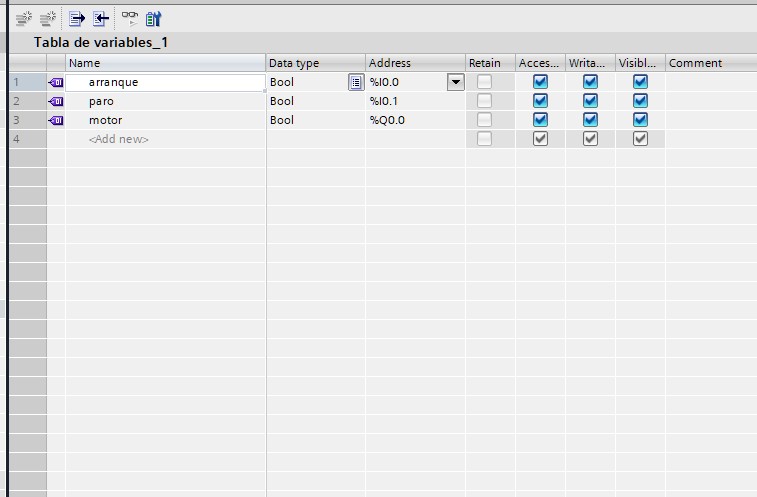 Tabla de variables_1
Name Data type Address Retain Acces... Writa... Visibl... Comment
1 arranque Bool %I0.0
2 paro Bool %I0.1
3 motor Bool %Q0.0
4 <Add new>